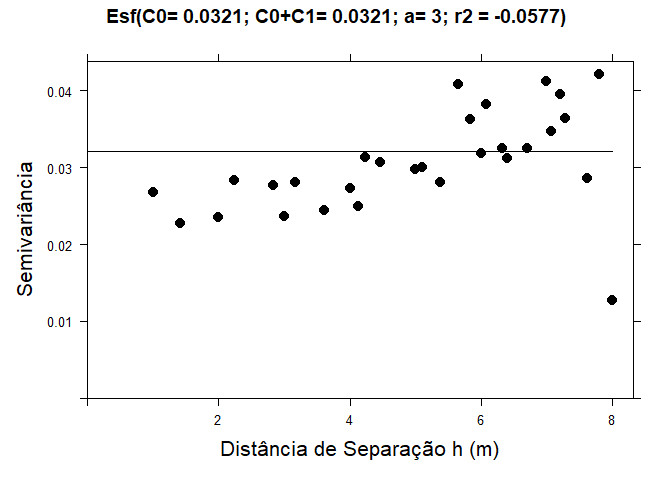 Esf(C0= 0.0321; C0+C1= 0.0321; a= 3; r2 = -0.0577)
0.04
0.03
0.02
0.01
Semivariância
2 4 6 8
Distância de Separação h (m)